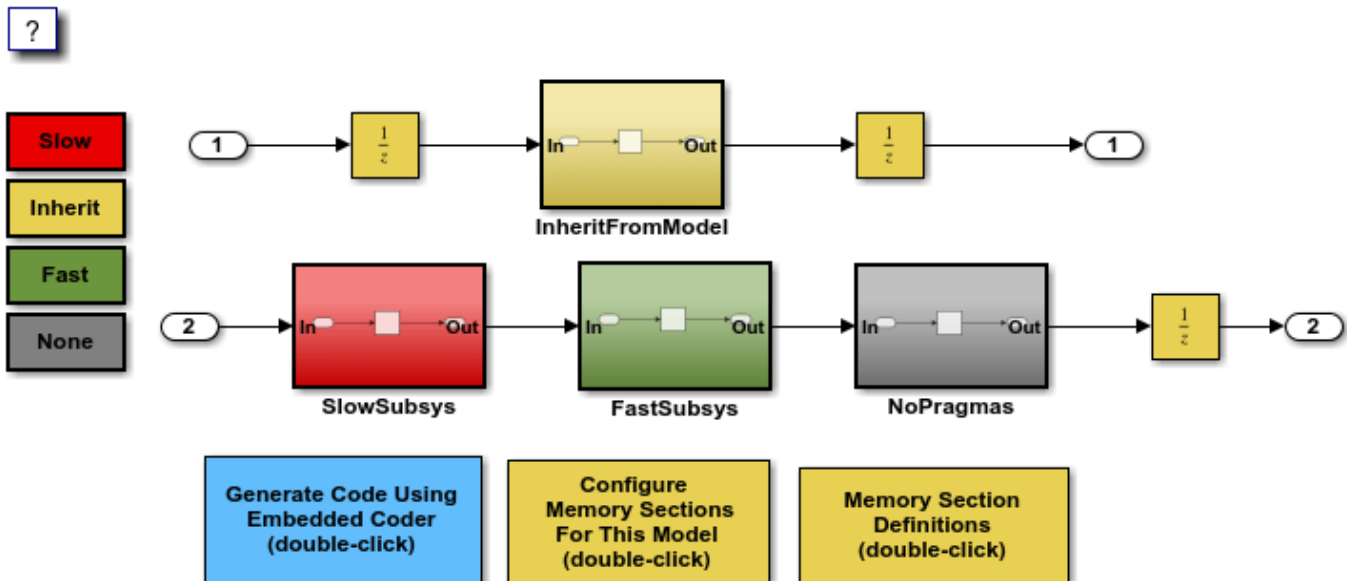 ?
Slow
Inherit
Fast
None
1
1
z
In
Out
InheritFromModel
1
z
1
2
In
Out
SlowSubsys
In
Out
FastSubsys
In
Out
NoPragmas
1
z
2
Generate Code Using
Embedded Coder
(double-click)
Configure
Memory Sections
For This Model
(double-click)
Memory Section
Definitions
(double-click)